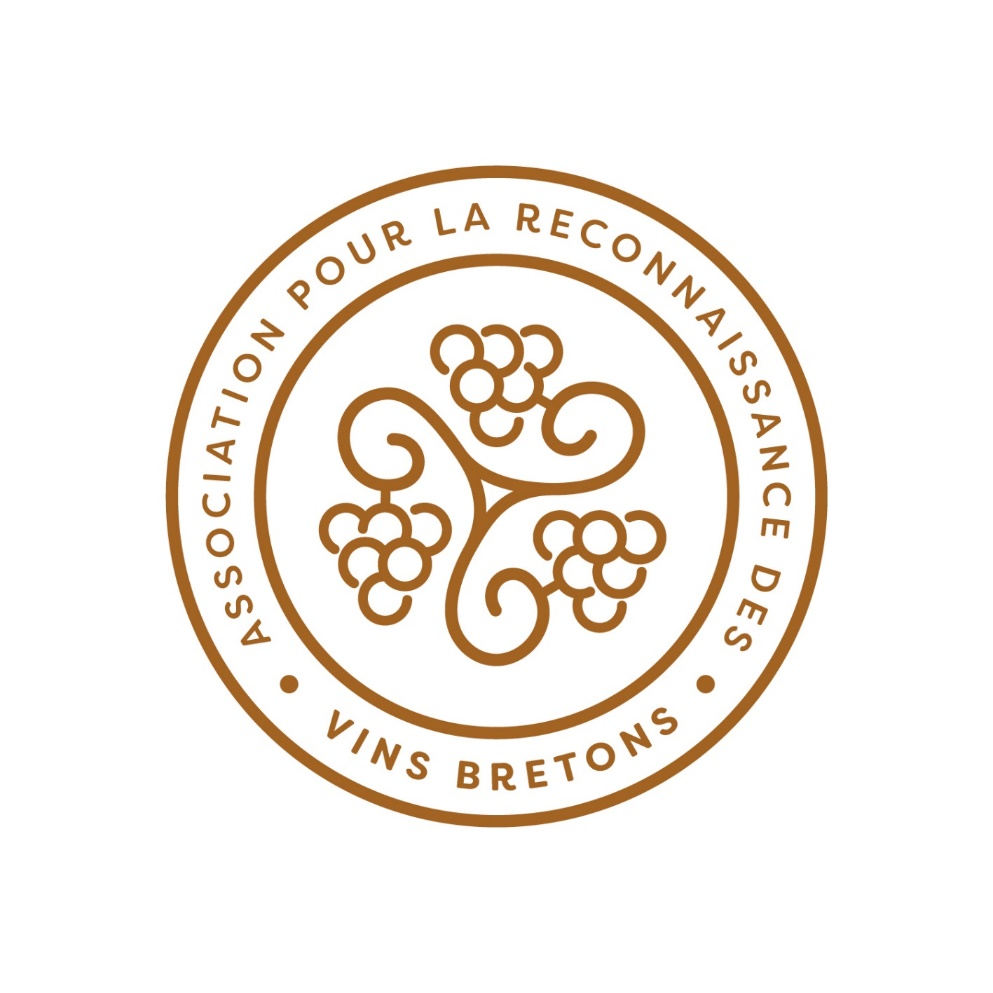 ASSOCIATION POUR LA RECONNAISSANCE DES
VINS BRETONS